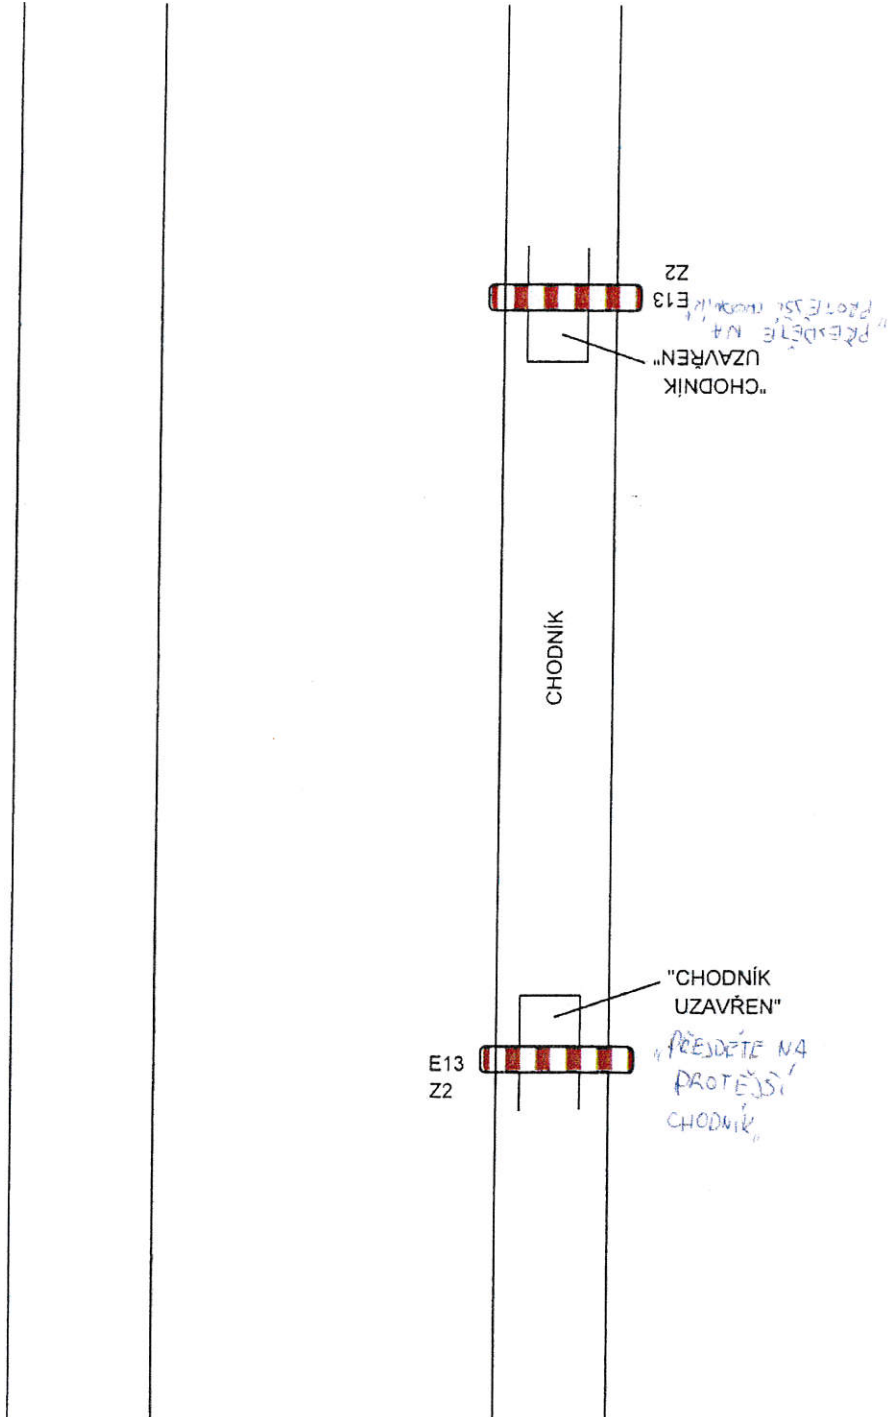 Z2
E13
"PŘEJDĚTE NA
PROTĚJŠÍ CHODNÍK"
"CHODNÍK
UZAVŘEN"
CHODNÍK
"CHODNÍK
UZAVŘEN"
E13
Z2
„PŘEJDĚTE NA
PROTĚJŠÍ
CHODNÍK„